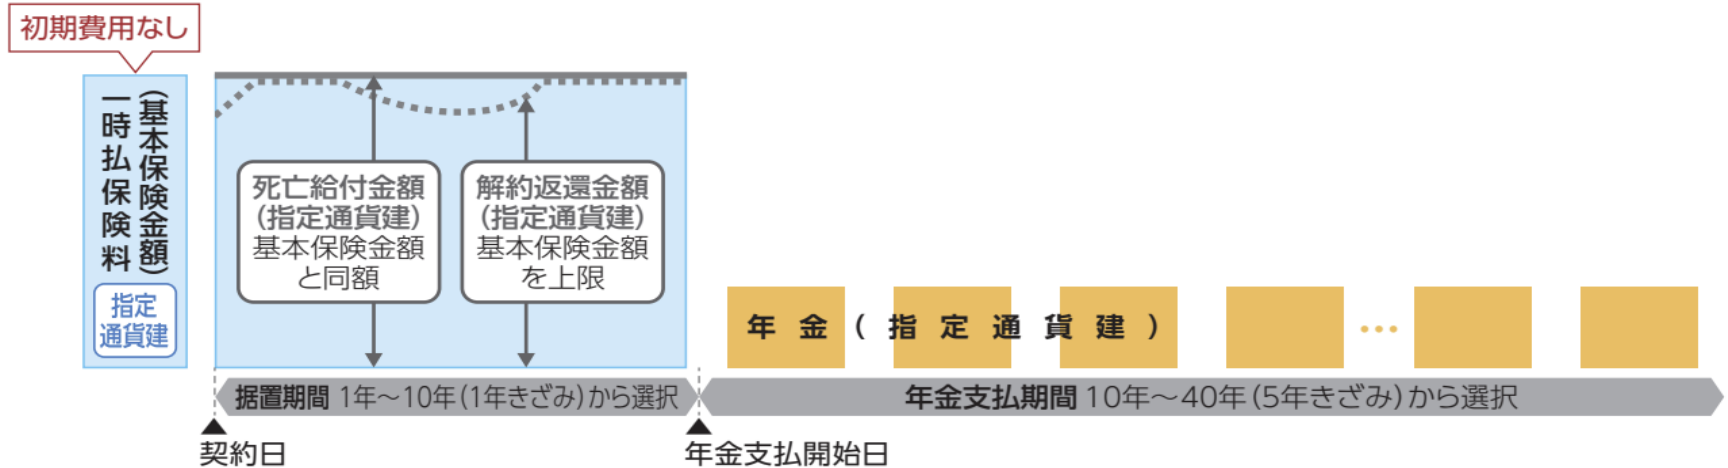 初期費用なし
一時払保険料
（基本保険金額）
指定
通貨建
死亡給付金額
（指定通貨建）
基本保険金額
と同額
解約返還金額
（指定通貨建）
基本保険金額
を上限
年金（指定通貨建）
…
据置期間 1年～10年（1年きざみ）から選択
年金支払期間 10年～40年（5年きざみ）から選択
契約日
年金支払開始日